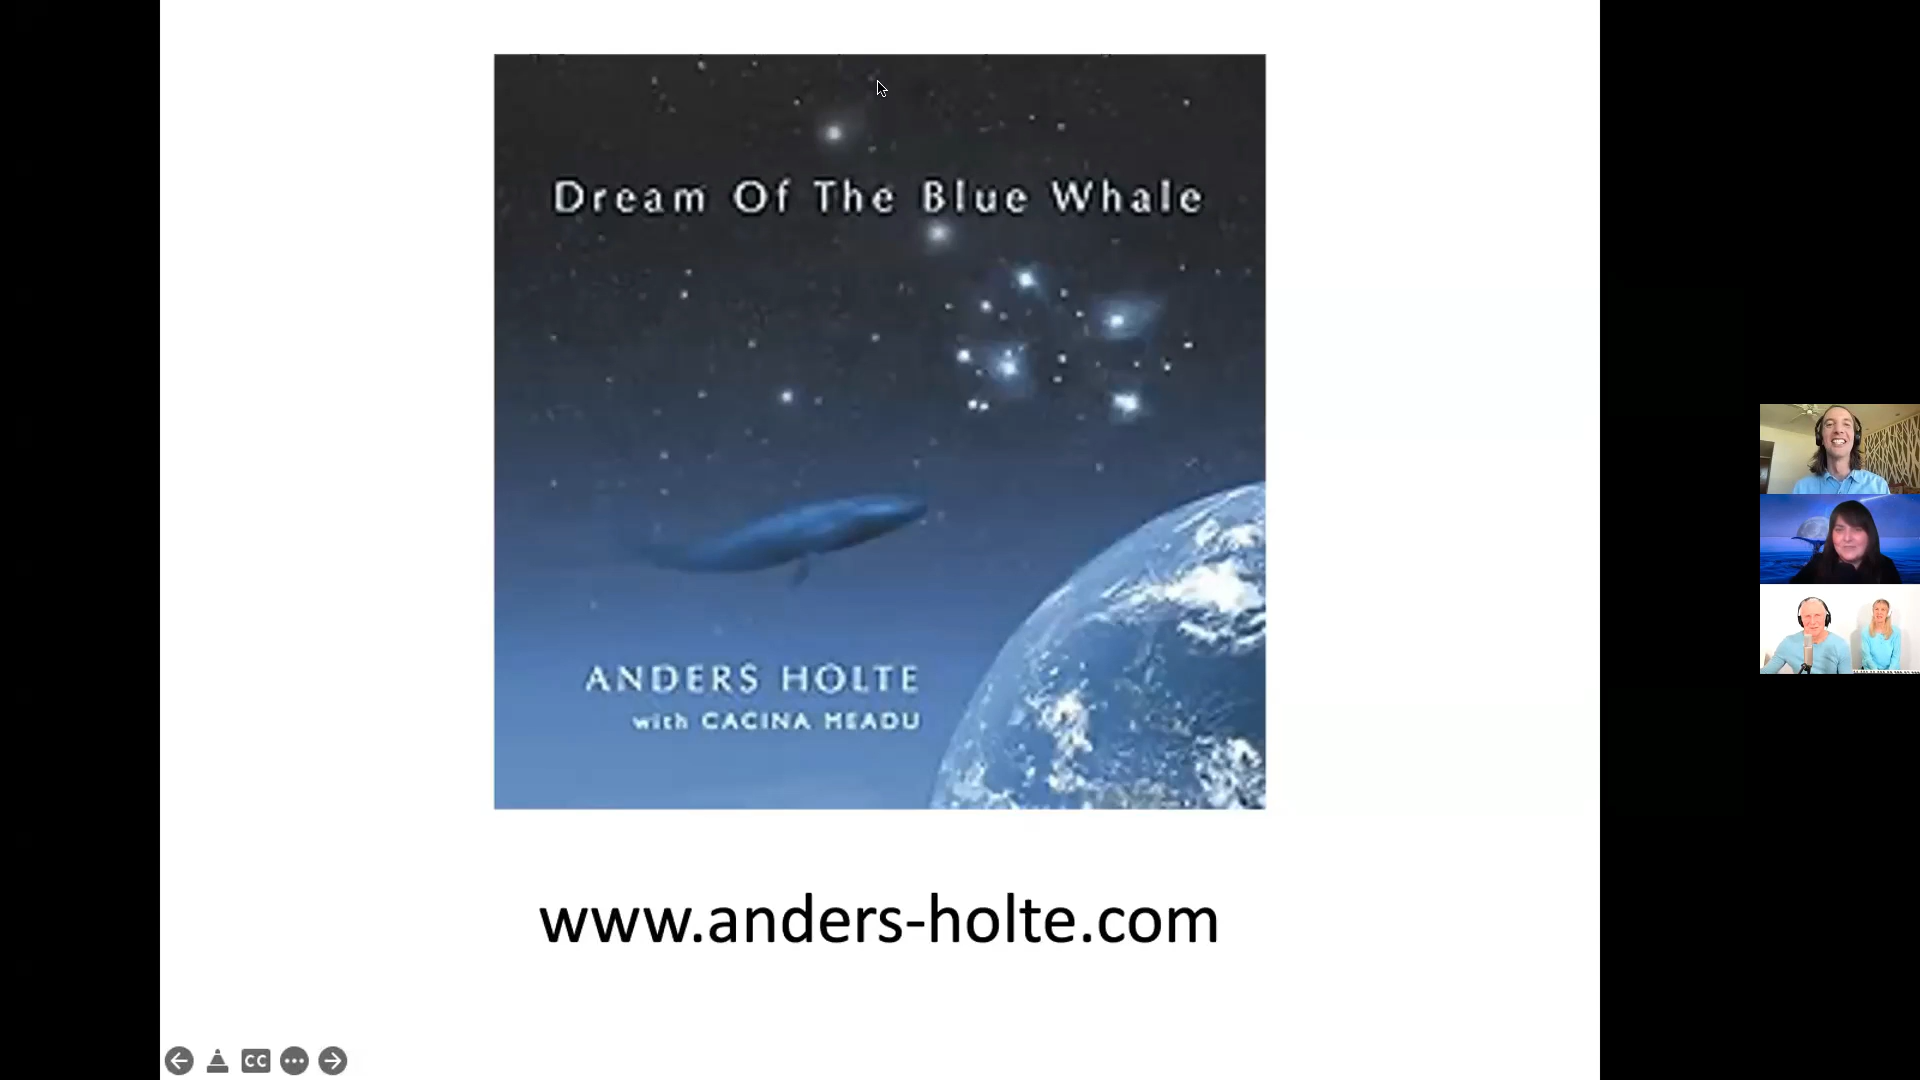 Dream Of The Blue Whale
ANDERS HOLTE
with CACINA MEADU
www.anders-holte.com
CC